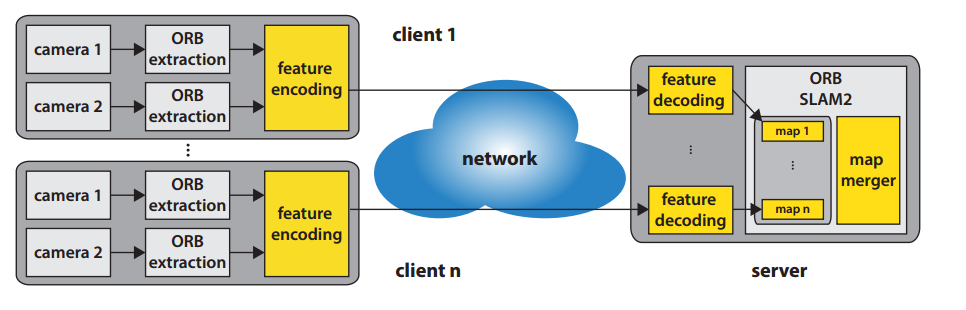 camera 1
ORB
extraction
camera 2
ORB
extraction
feature
encoding
client 1
⋮
camera 1
ORB
extraction
camera 2
ORB
extraction
feature
encoding
client n
network
feature
decoding
⋮
feature
decoding
ORB
SLAM2
map 1
⋮
map n
map
merger
server